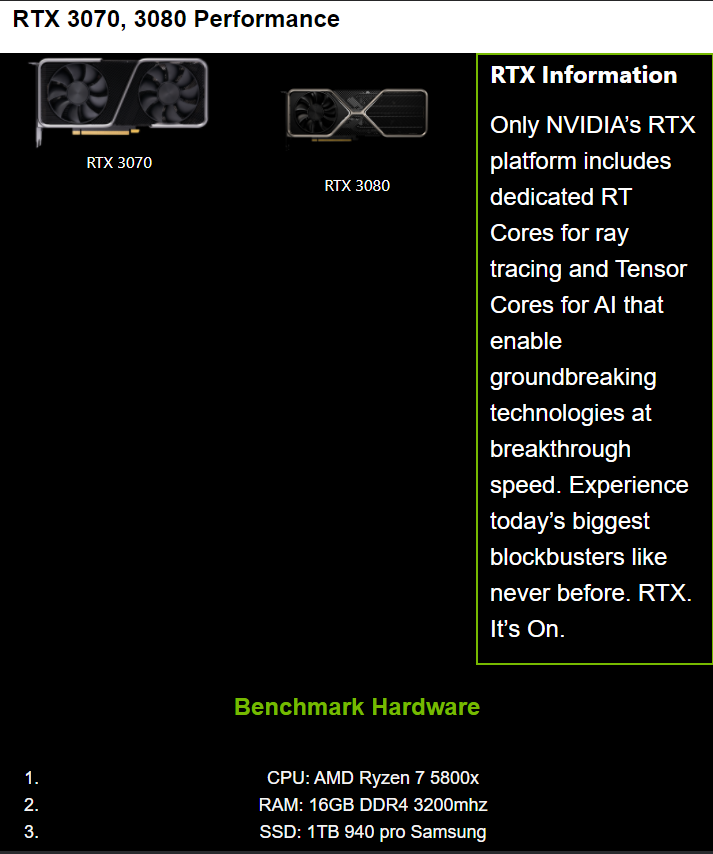 RTX 3070, 3080 Performance
RTX 3070
RTX 3080
RTX Information
Only NVIDIA’s RTX
platform includes
dedicated RT
Cores for ray
tracing and Tensor
Cores for AI that
enable
groundbreaking
technologies at
breakthrough
speed. Experience
today’s biggest
blockbusters like
never before. RTX.
It’s On.
Benchmark Hardware
1. CPU: AMD Ryzen 7 5800x
2. RAM: 16GB DDR4 3200mhz
3. SSD: 1TB 940 pro Samsung